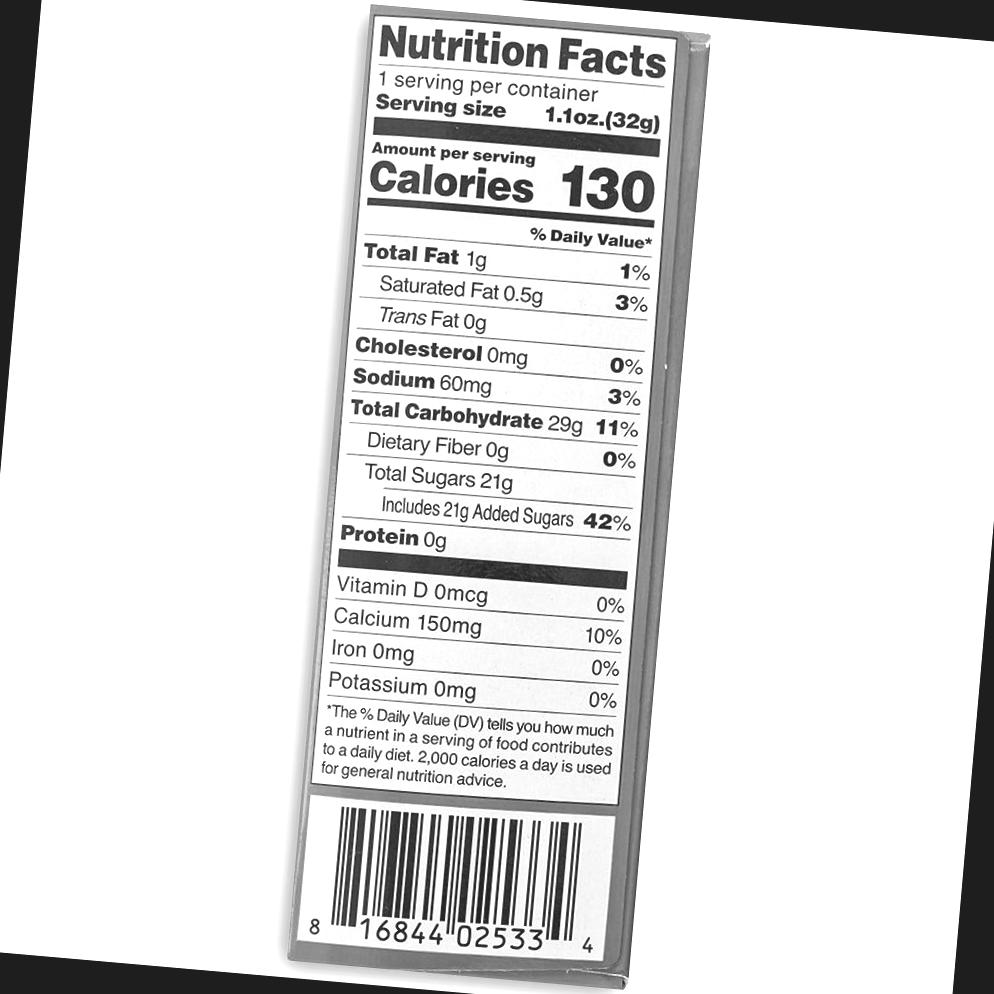 Nutrition Facts
1 serving per container
Serving size 1.1oz.(32g)
Amount per serving
Calories 130
% Daily Value*
Total Fat 1g 1%
Saturated Fat 0.5g 3%
Trans Fat 0g
Cholesterol 0mg 0%
Sodium 60mg 3%
Total Carbohydrate 29g 11%
Dietary Fiber 0g 0%
Total Sugars 21g
Includes 21g Added Sugars 42%
Protein 0g
Vitamin D 0mcg 0%
Calcium 150mg 10%
Iron 0mg 0%
Potassium 0mg 0%
*The % Daily Value (DV) tells you how much
a nutrient in a serving of food contributes
to a daily diet. 2,000 calories a day is used
for general nutrition advice.
8 16844 02533 4